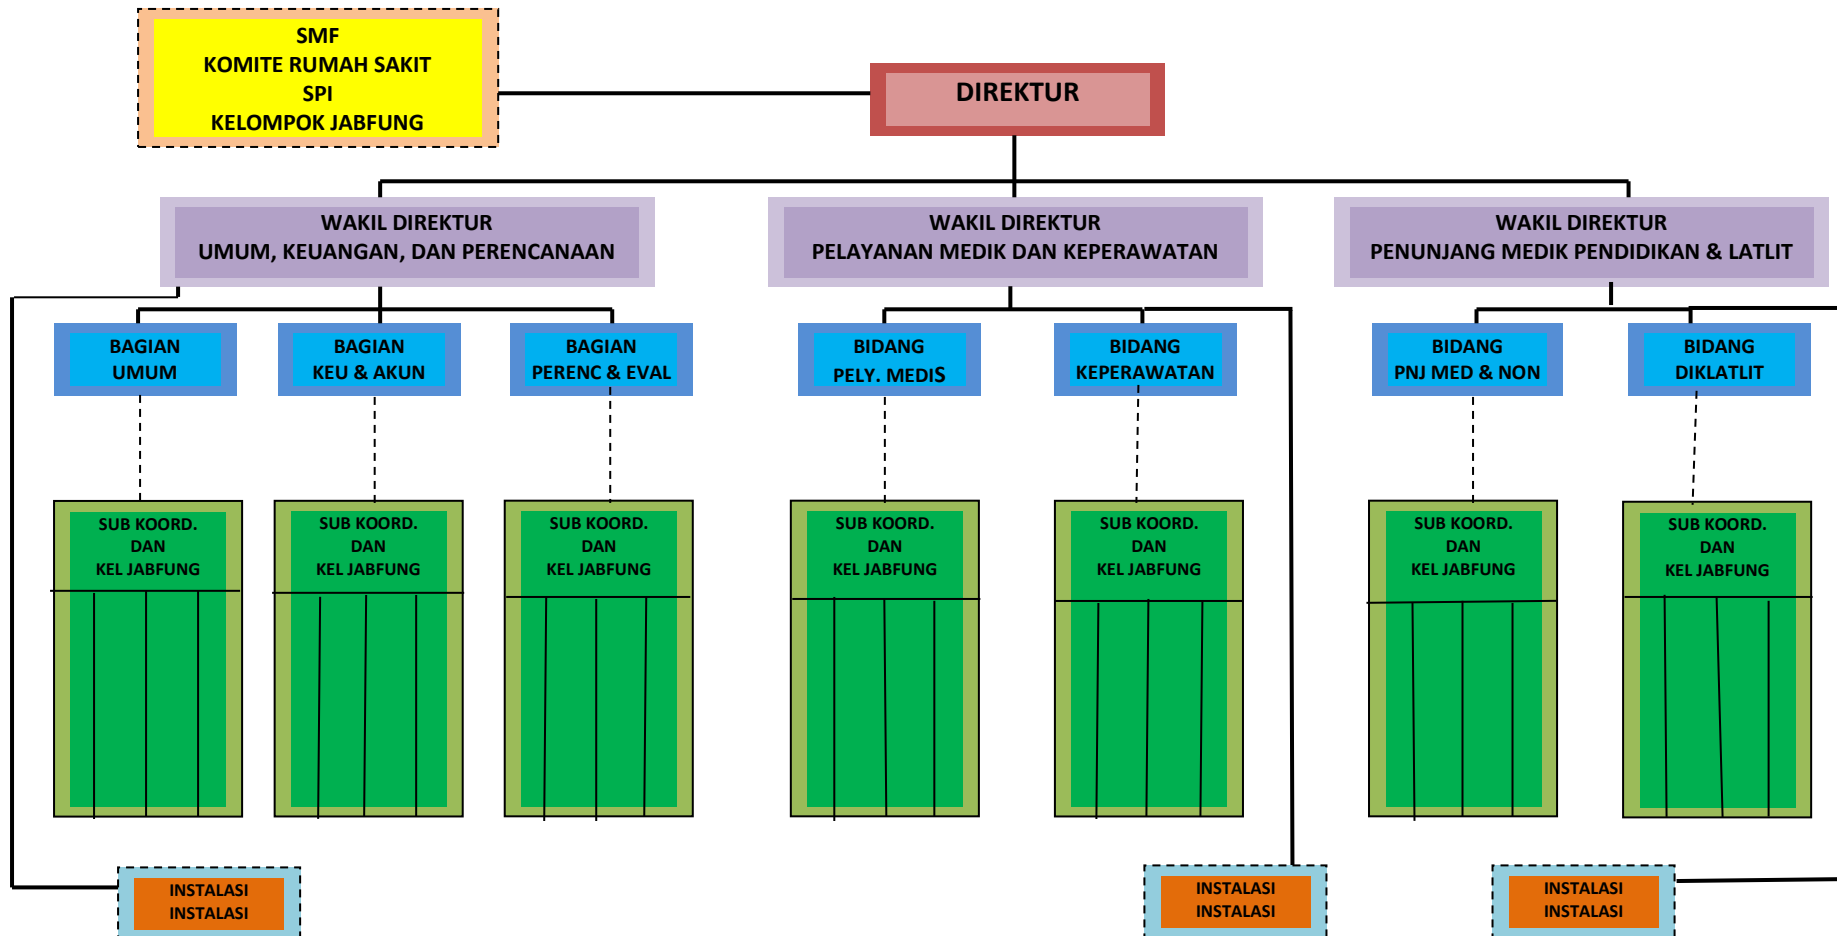 SMF
KOMITE RUMAH SAKIT
SPI
KELOMPOK JABFUNG
DIREKTUR
WAKIL DIREKTUR
UMUM, KEUANGAN, DAN PERENCANAAN
WAKIL DIREKTUR
PELAYANAN MEDIK DAN KEPERAWATAN
WAKIL DIREKTUR
PENUNJANG MEDIK PENDIDIKAN & LATLIT
BAGIAN
UMUM
BAGIAN
KEU & AKUN
BAGIAN
PERENC & EVAL
BIDANG
PELY. MEDIS
BIDANG
KEPERAWATAN
BIDANG
PNJ MED & NON
BIDANG
DIKLATLIT
SUB KOORD.
DAN
KEL JABFUNG
SUB KOORD.
DAN
KEL JABFUNG
SUB KOORD.
DAN
KEL JABFUNG
SUB KOORD.
DAN
KEL JABFUNG
SUB KOORD.
DAN
KEL JABFUNG
SUB KOORD.
DAN
KEL JABFUNG
SUB KOORD.
DAN
KEL JABFUNG
INSTALASI
INSTALASI
INSTALASI
INSTALASI
INSTALASI
INSTALASI